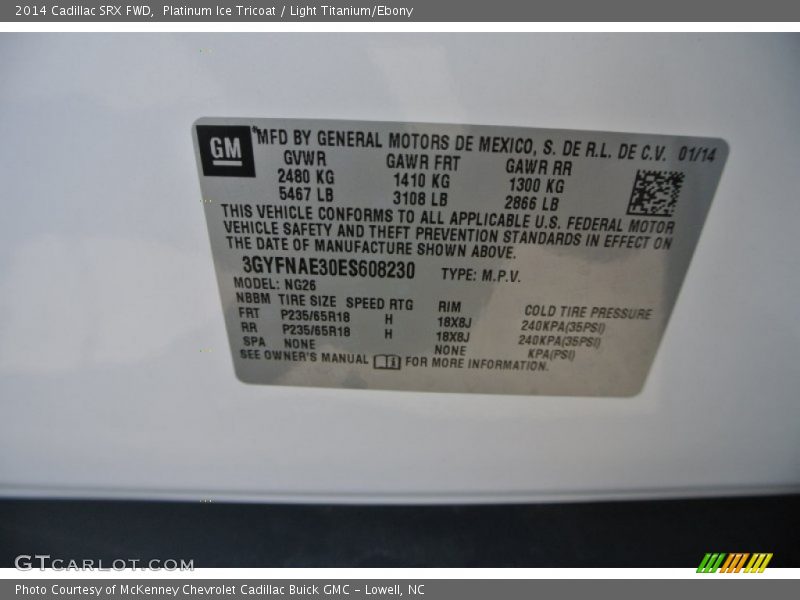 2014 Cadillac SRX FWD,  Platinum Ice Tricoat / Light Titanium/Ebony
GM MFD BY GENERAL MOTORS DE MEXICO, S. DE R.L. DE C.V. 01/14
GVWR GAWR FRT GAWR RR
2480 KG 1410 KG 1300 KG
5467 LB 3108 LB 2866 LB
THIS VEHICLE CONFORMS TO ALL APPLICABLE U.S. FEDERAL MOTOR
VEHICLE SAFETY AND THEFT PREVENTION STANDARDS IN EFFECT ON
THE DATE OF MANUFACTURE SHOWN ABOVE.
3GYFNAE30ES608230 TYPE: M.P.V.
MODEL: NG26
NBBM TIRE SIZE SPEED RTG RIM COLD TIRE PRESSURE
FRT P235/65R18 H 18X8J 240KPA(35PSI)
RR P235/65R18 H 18X8J 240KPA(35PSI)
SPA NONE NONE KPA(PSI)
SEE OWNER'S MANUAL FOR MORE INFORMATION.
GTCARLOT.COM
Photo Courtesy of McKenney Chevrolet Cadillac Buick GMC - Lowell, NC